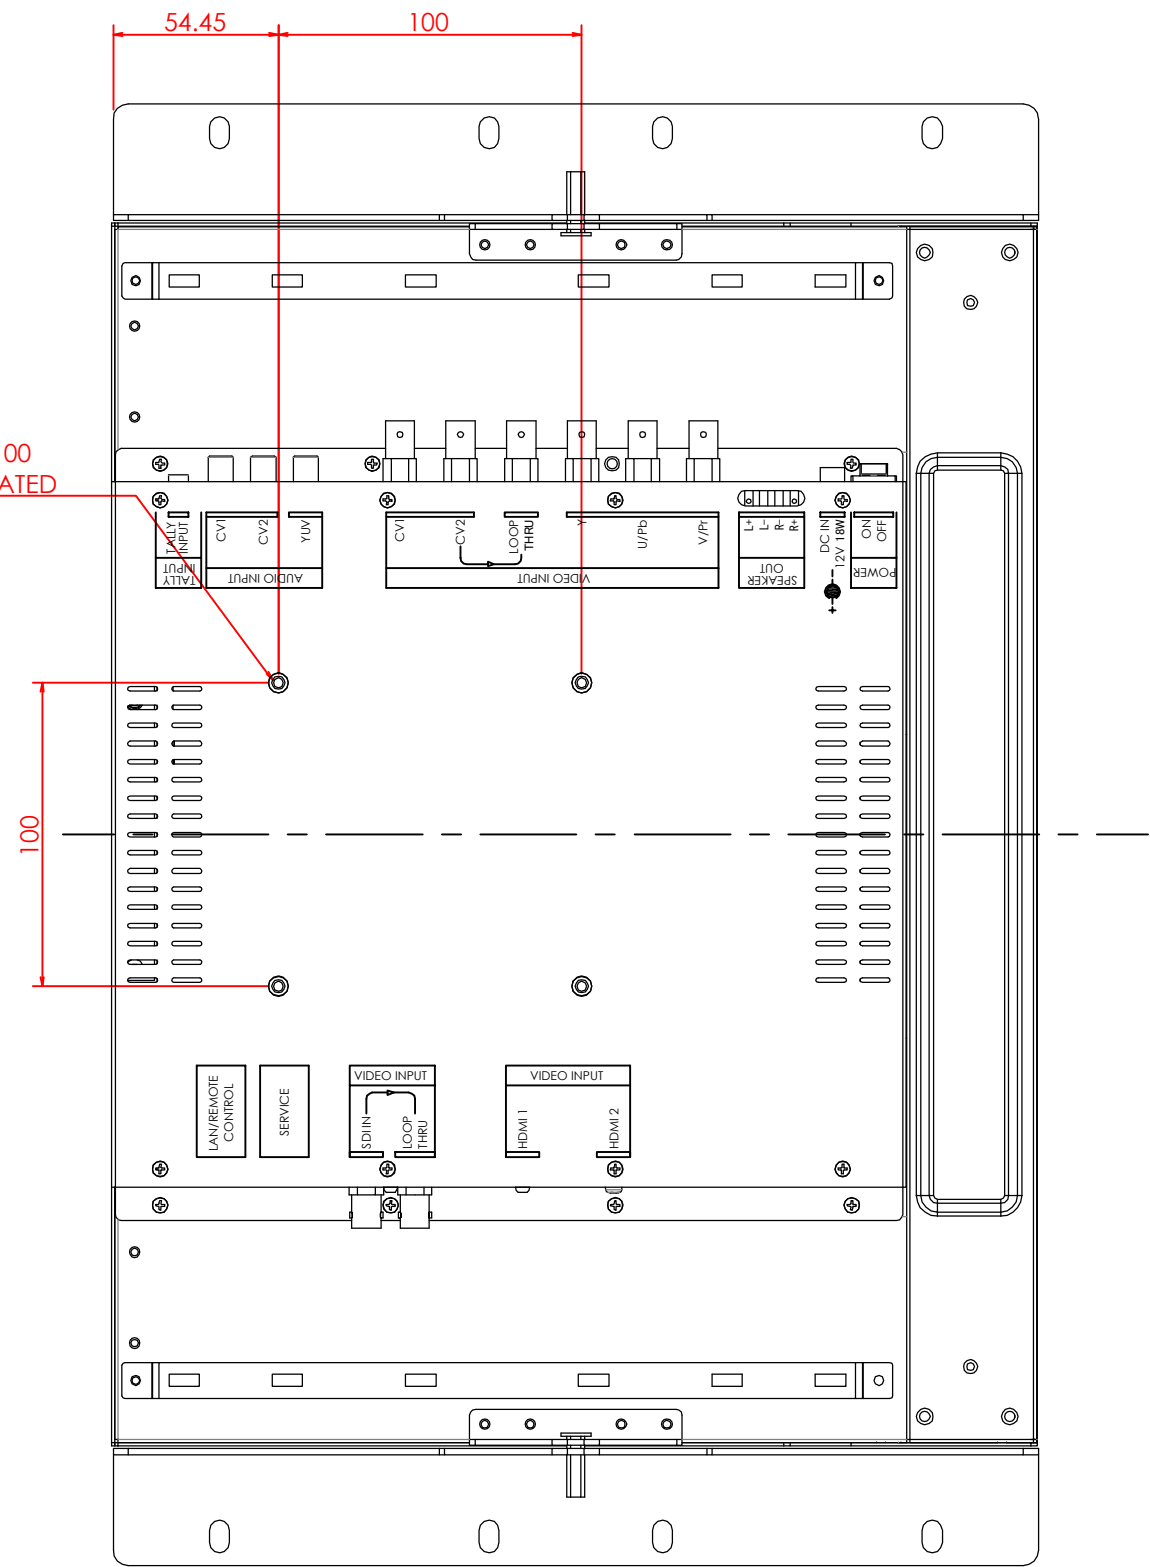 54.45
100
00
ATED
TALLY
INPUT
CV1
CV2
YUV
CV1
CV2
LOOP
THRU
Y
U/Pb
V/Pr
L+
L-
R-
R+
DC IN
12V 18W
ON
OFF
TALLY
INPUT
AUDIO INPUT
VIDEO INPUT
SPEAKER
OUT
POWER
+
-
100
LAN/REMOTE
CONTROL
SERVICE
VIDEO INPUT
SDI IN
LOOP
THRU
VIDEO INPUT
HDMI 1
HDMI 2